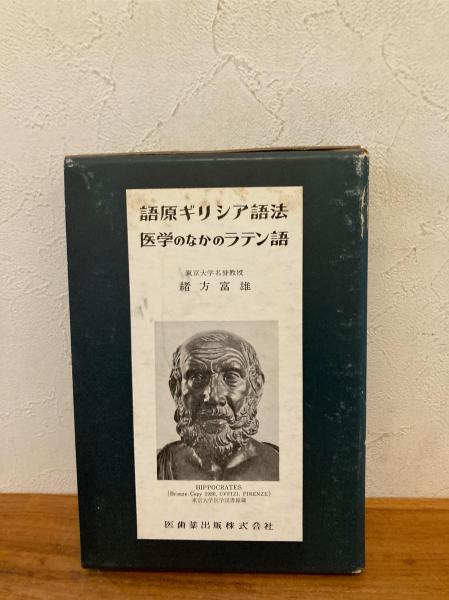 語原ギリシア語法
医学のなかのラテン語
東京大学名誉教授
緒方富雄
HIPPOCRATES
(Bronze Copy 1930, UFFIZI, FIRENZE)
東京大学医学図書館蔵
医歯薬出版株式会社